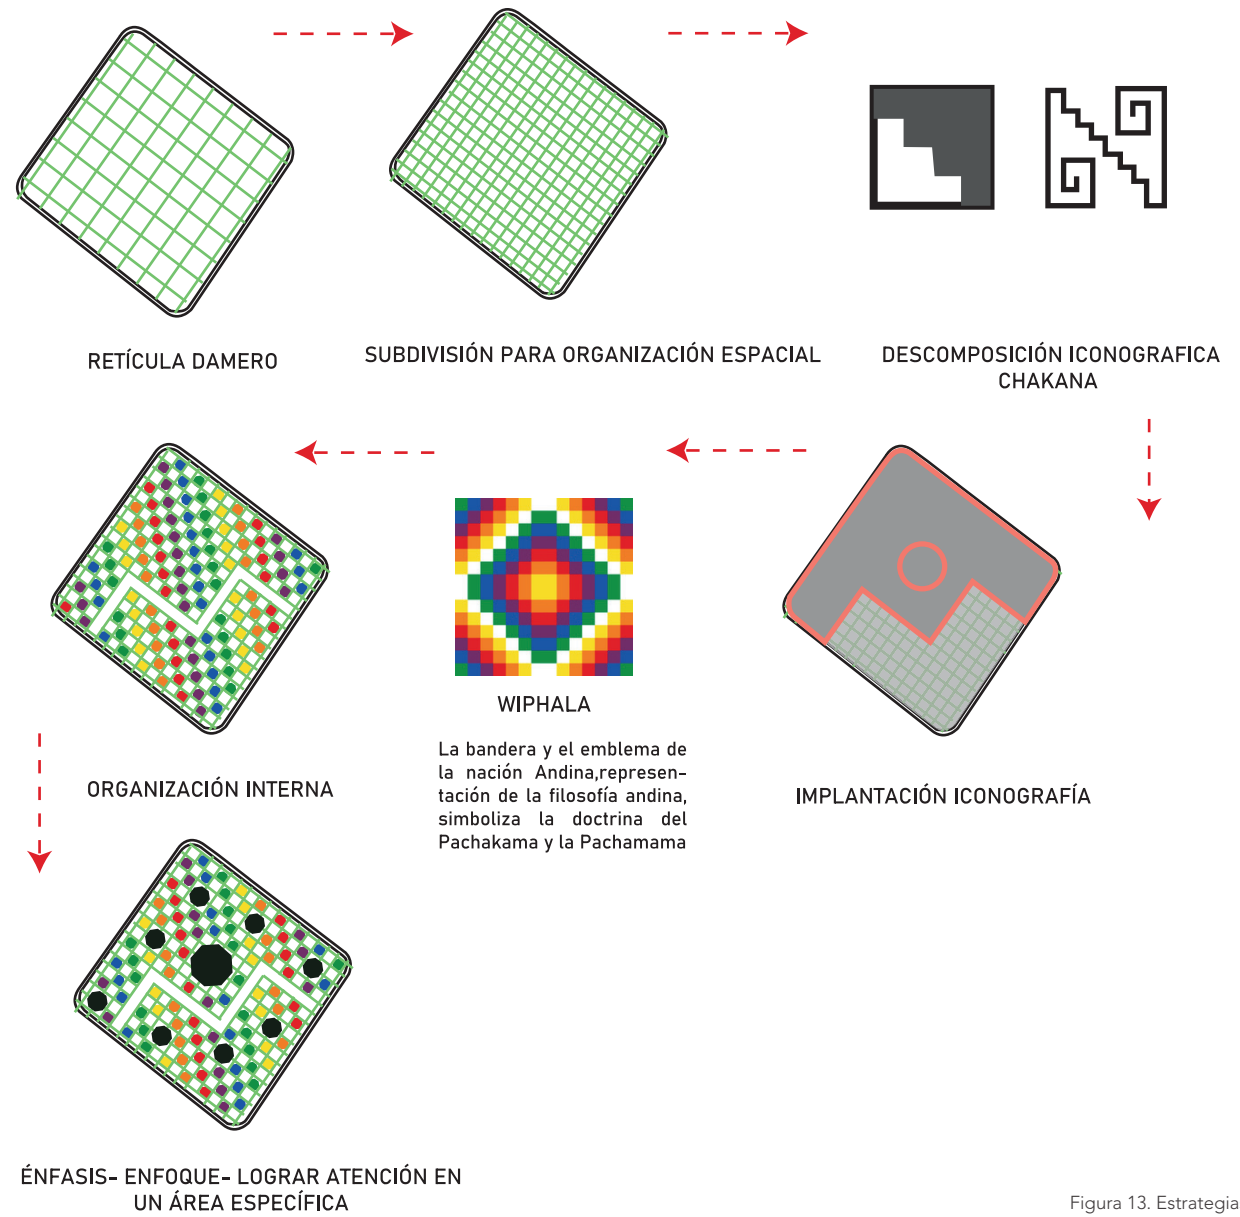 RETÍCULA DAMERO
SUBDIVISIÓN PARA ORGANIZACIÓN ESPACIAL
DESCOMPOSICIÓN ICONOGRAFICA
CHAKANA
ORGANIZACIÓN INTERNA
WIPHALA
La bandera y el emblema de
la nación Andina,represen-
tación de la filosofía andina,
simboliza la doctrina del
Pachakama y la Pachamama
IMPLANTACIÓN ICONOGRAFÍA
ÉNFASIS- ENFOQUE- LOGRAR ATENCIÓN EN
UN ÁREA ESPECÍFICA
Figura 13. Estrategia